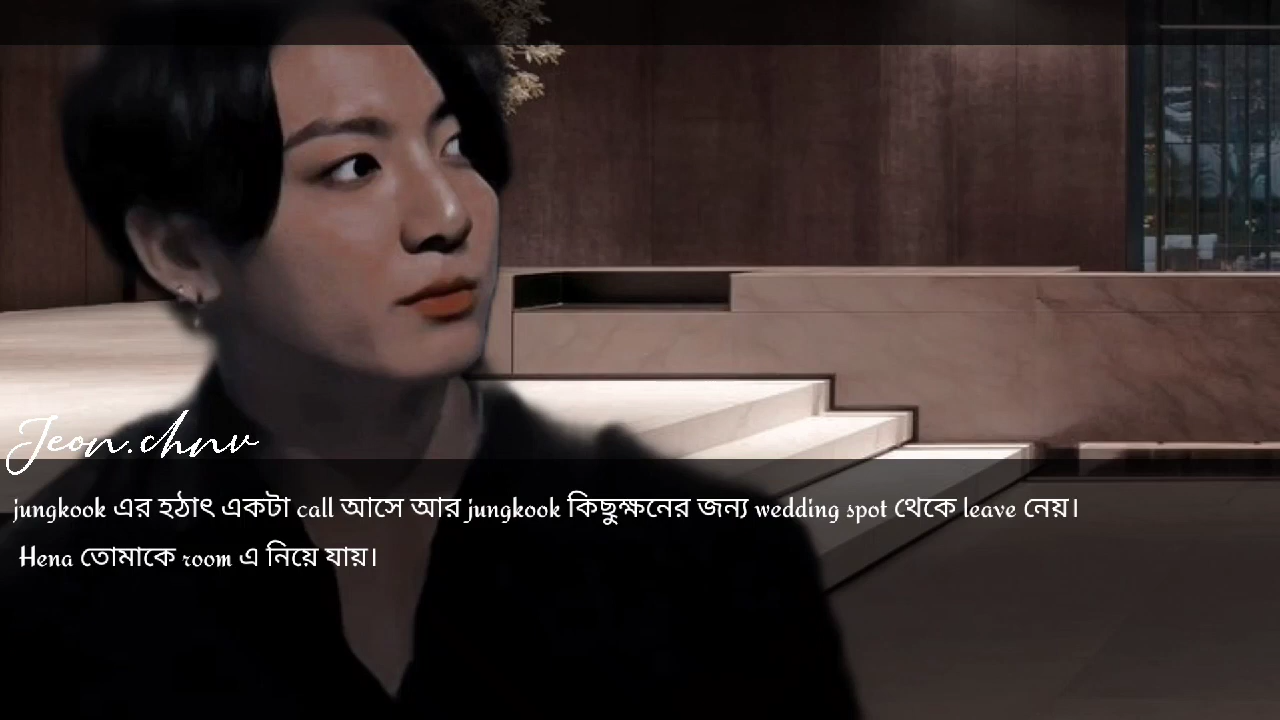 Jeon.chnv
jungkook এর হঠাৎ একটা call আসে আর jungkook কিছুক্ষনের জন্য wedding spot থেকে leave নেয়।
Hena তোমাকে room এ নিয়ে যায়।